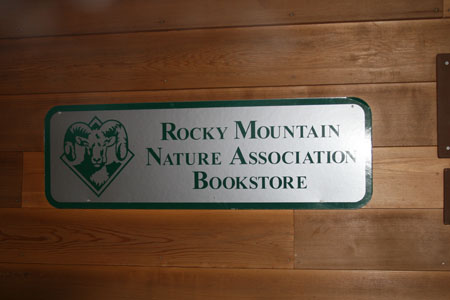 Rocky Mountain
Nature Association
Bookstore